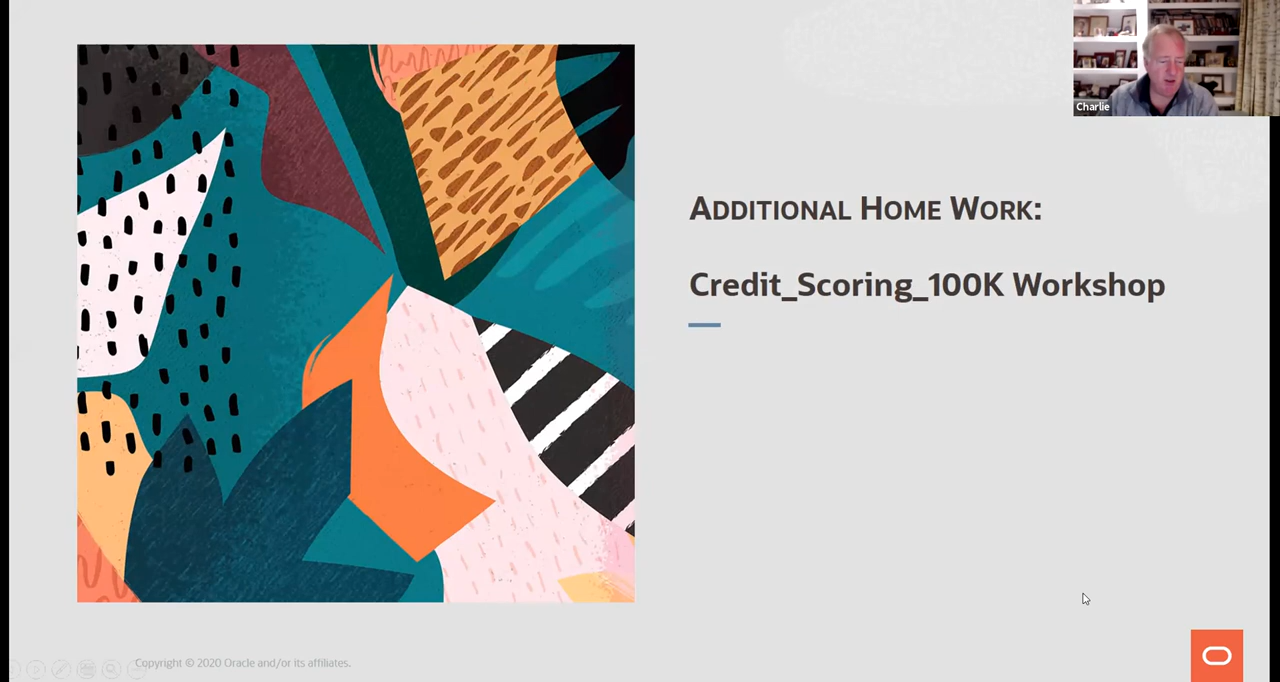 Charlie
ADDITIONAL HOME WORK:
Credit_Scoring_100K Workshop
Copyright © 2020 Oracle and/or its affiliates.